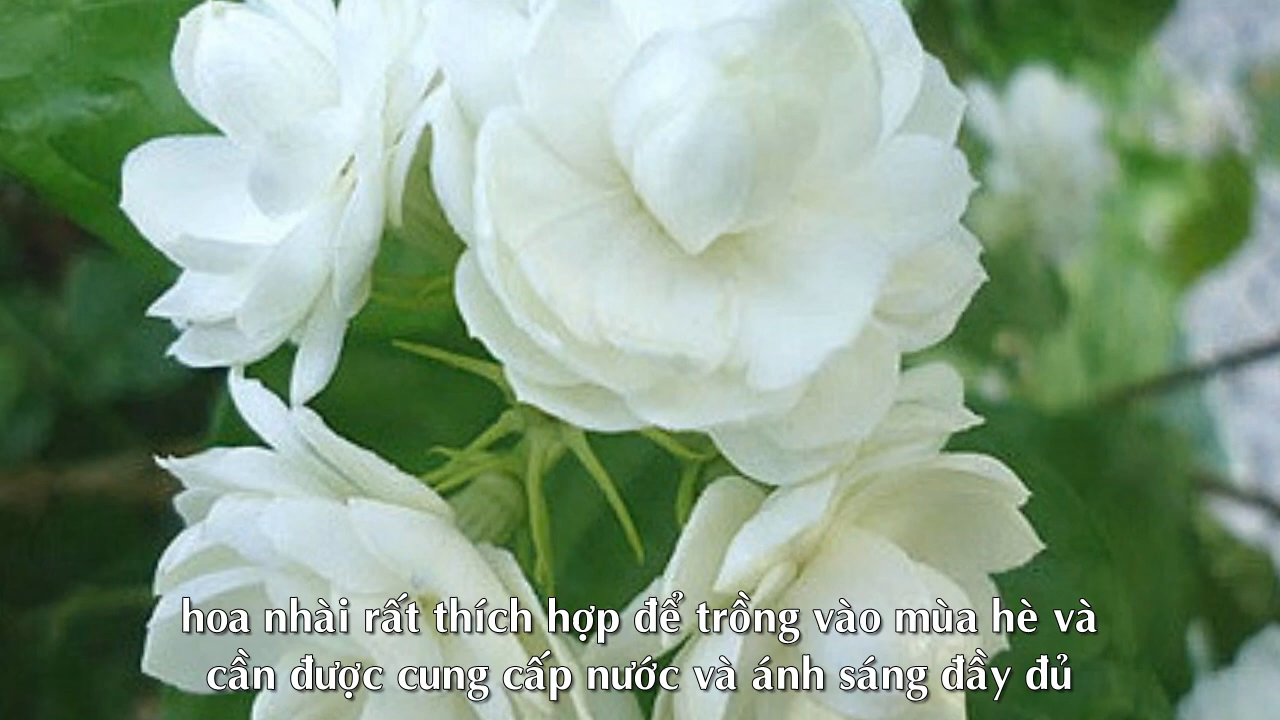 hoa nhài rất thích hợp để trồng vào mùa hè và
cần được cung cấp nước và ánh sáng đầy đủ